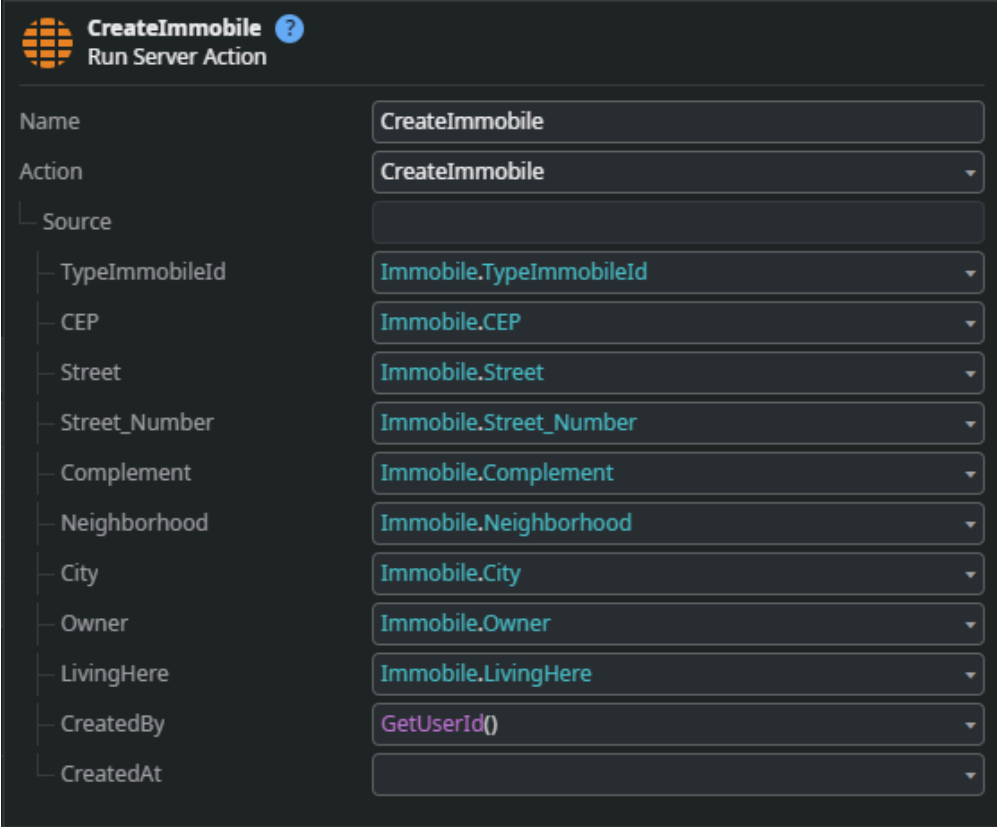 CreateImmobile ?
Run Server Action
Name CreateImmobile
Action CreateImmobile
Source
TypeImmobileId Immobile.TypeImmobileId
CEP Immobile.CEP
Street Immobile.Street
Street_Number Immobile.Street_Number
Complement Immobile.Complement
Neighborhood Immobile.Neighborhood
City Immobile.City
Owner Immobile.Owner
LivingHere Immobile.LivingHere
CreatedBy GetUserId()
CreatedAt